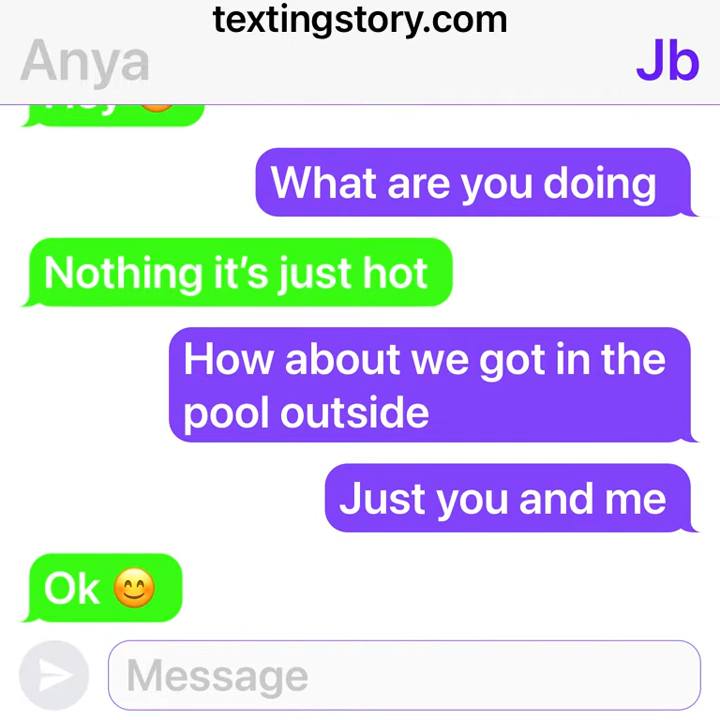 textingstory.com
Anya
Jb
What are you doing
Nothing it’s just hot
How about we got in the
pool outside
Just you and me
Ok 😊
Message